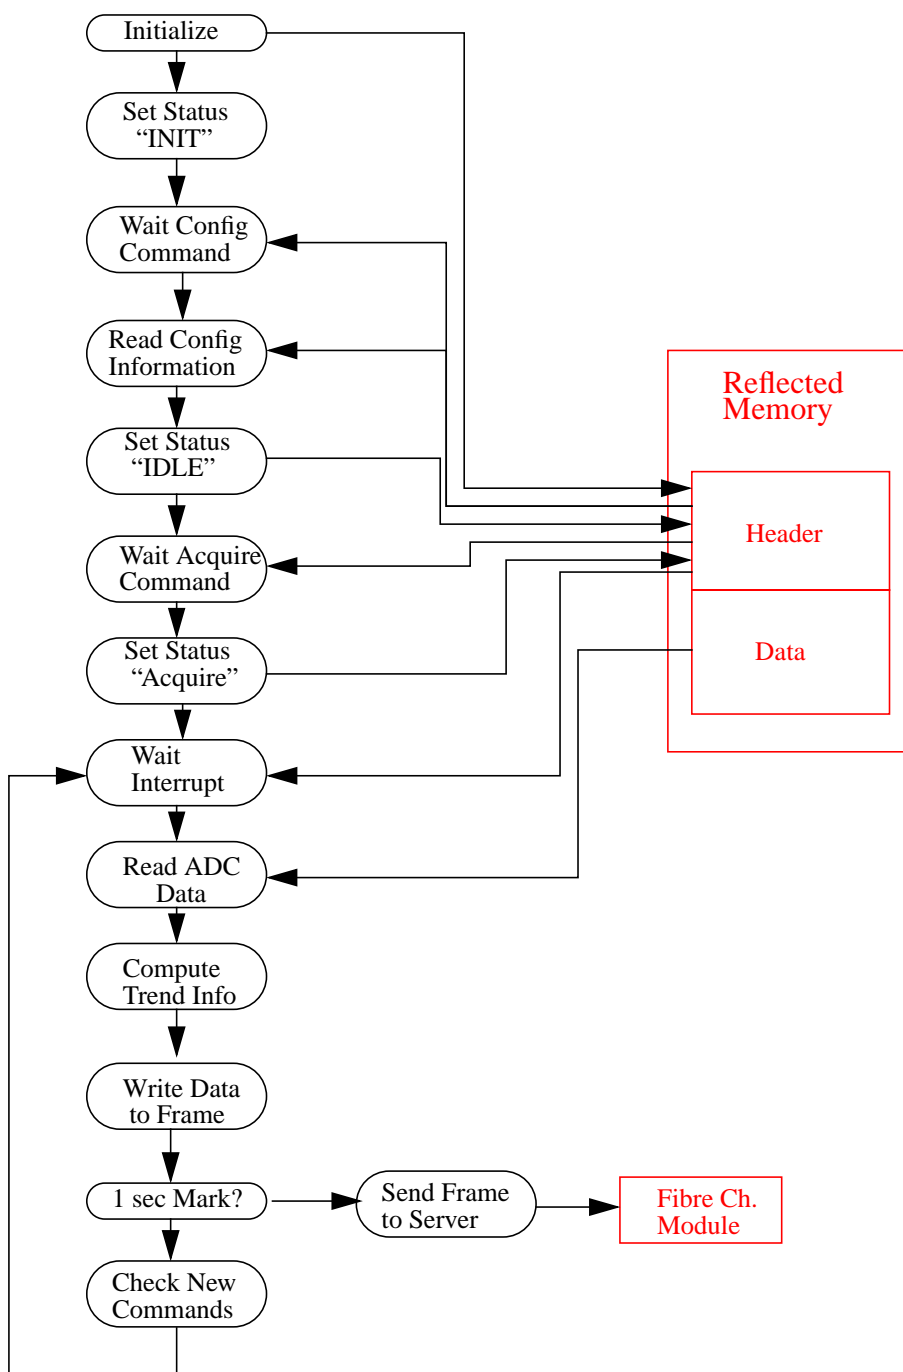 Initialize
Set Status
“INIT”
Wait Config
Command
Read Config
Information
Set Status
“IDLE”
Wait Acquire
Command
Set Status
“Acquire”
Wait
Interrupt
Read ADC
Data
Compute
Trend Info
Write Data
to Frame
1 sec Mark?
Check New
Commands
Send Frame
to Server
Fibre Ch.
Module
Reflected
Memory
Header
Data